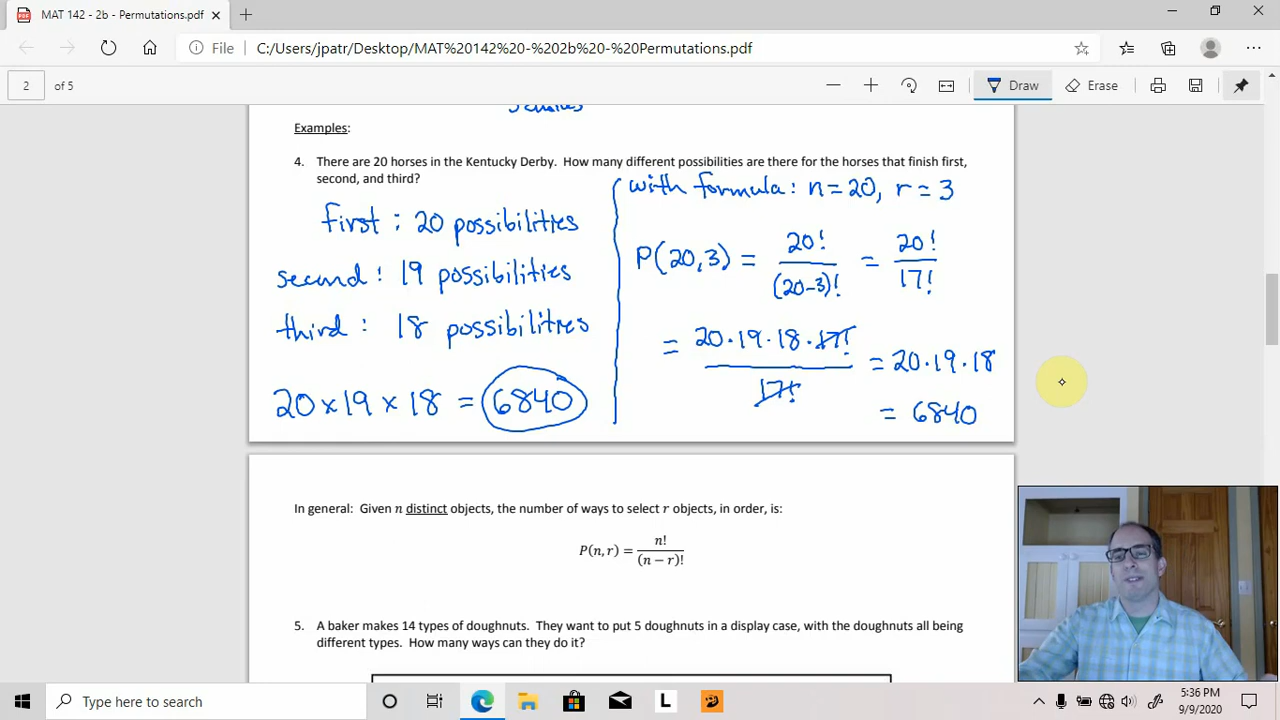 MAT 142 - 2b - Permutations.pdf
File
C:/Users/jpatr/Desktop/MAT%20142%20-%202b%20-%20Permutations.pdf
2 of 5
Draw
Erase
Examples:
4. There are 20 horses in the Kentucky Derby. How many different possibilities are there for the horses that finish first,
second, and third?
first : 20 possibilities
second : 19 possibilities
third : 18 possibilities
20 x 19 x 18 = 6840
with formula: n = 20, r = 3
P(20,3) = 20! / (20-3)! = 20! / 17!
= 20 · 19 · 18 · 17! / 17! = 20 · 19 · 18
= 6840
In general: Given n distinct objects, the number of ways to select r objects, in order, is:
P(n, r) = n! / (n − r)!
5. A baker makes 14 types of doughnuts. They want to put 5 doughnuts in a display case, with the doughnuts all being
different types. How many ways can they do it?
Type here to search
L
5:36 PM
9/9/2020